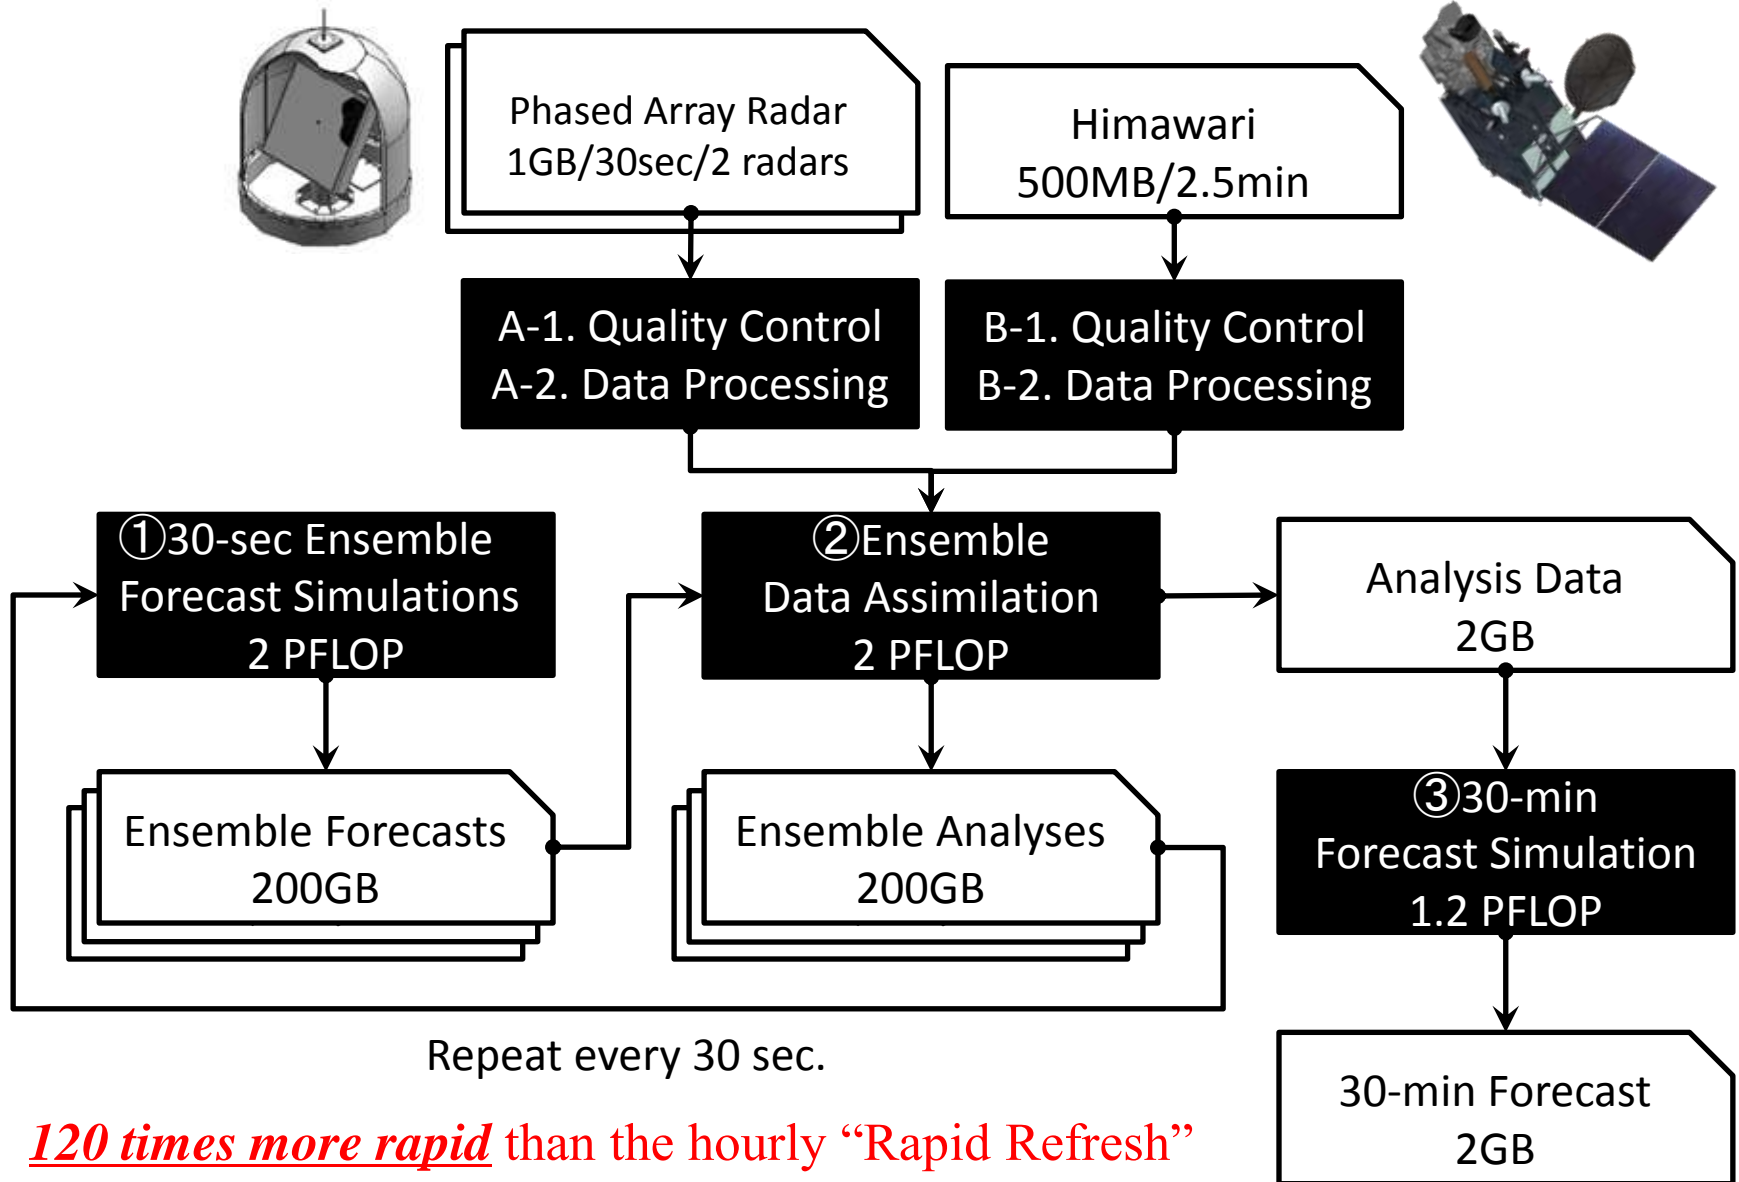 Phased Array Radar
1GB/30sec/2 radars
Himawari
500MB/2.5min
A-1. Quality Control
A-2. Data Processing
B-1. Quality Control
B-2. Data Processing
①30-sec Ensemble
Forecast Simulations
2 PFLOP
②Ensemble
Data Assimilation
2 PFLOP
Analysis Data
2GB
Ensemble Forecasts
200GB
Ensemble Analyses
200GB
③30-min
Forecast Simulation
1.2 PFLOP
Repeat every 30 sec.
30-min Forecast
2GB
120 times more rapid than the hourly “Rapid Refresh”